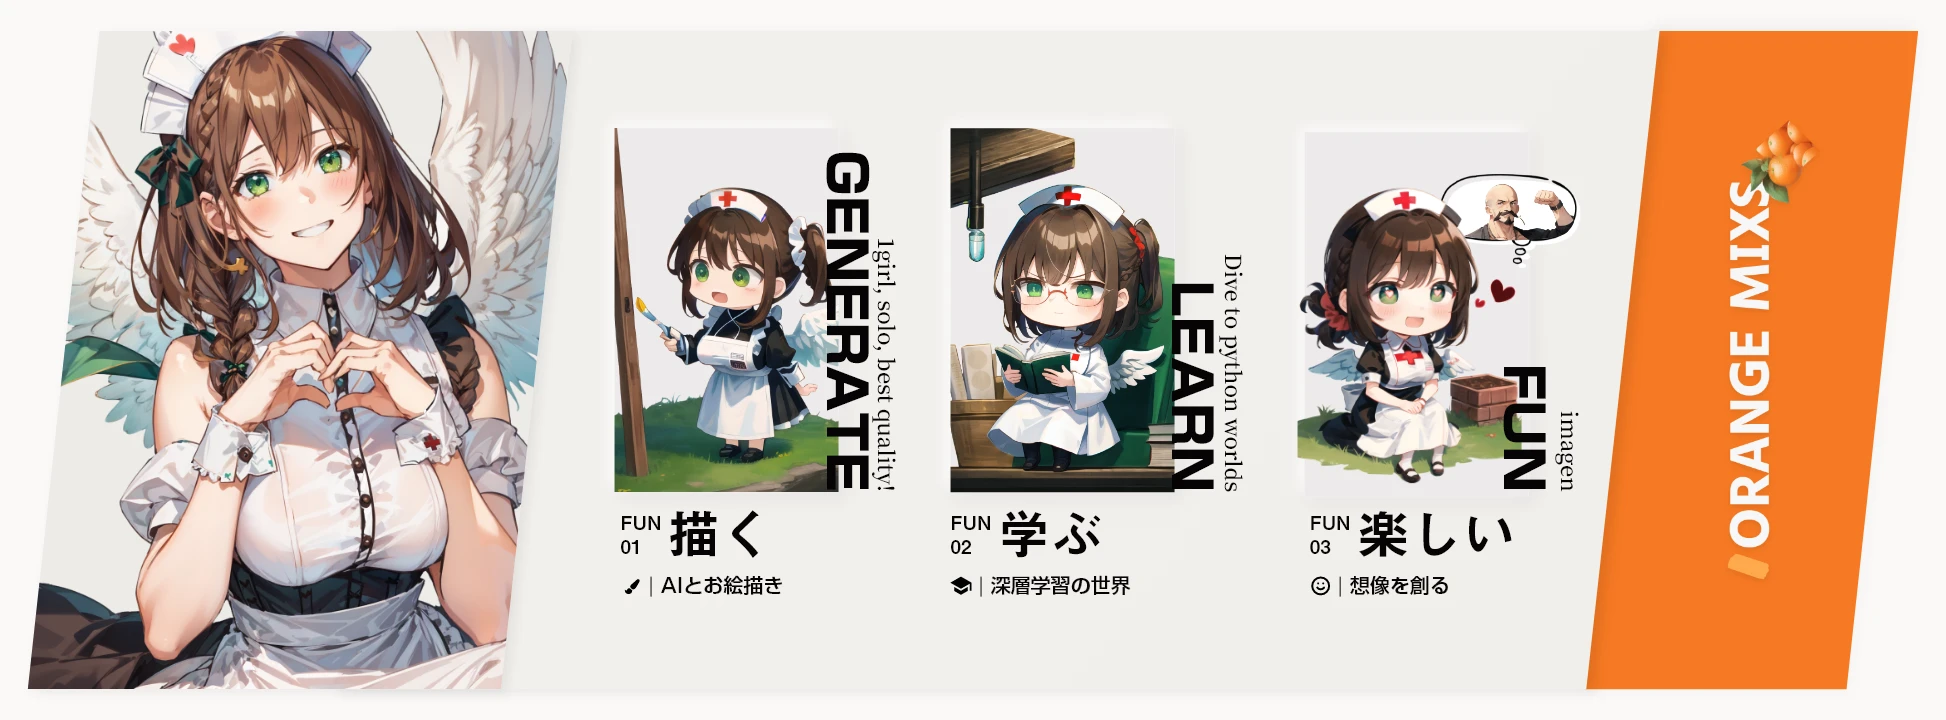 GENERATE
1girl, solo, best quality!
FUN
01
描く
AIとお絵描き
LEARN
Dive to python worlds
FUN
02
学ぶ
深層学習の世界
FUN
imagen
FUN
03
楽しい
想像を創る
ORANGE MIXS